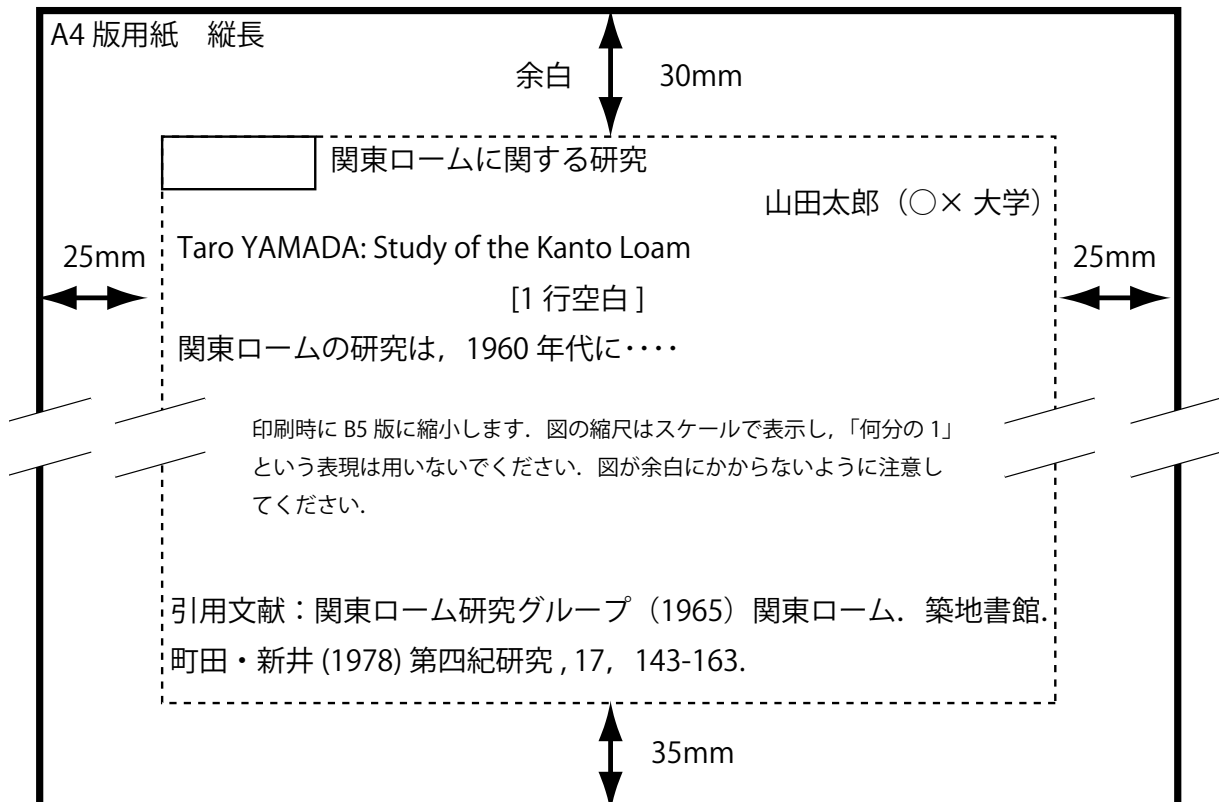 A4 版用紙　縦長
余白　30mm
関東ロームに関する研究
山田太郎（○× 大学）
Taro YAMADA: Study of the Kanto Loam
25mm
25mm
[1 行空白 ]
関東ロームの研究は，1960 年代に････
印刷時に B5 版に縮小します．図の縮尺はスケールで表示し，「何分の 1」
という表現は用いないでください．図が余白にかからないように注意し
てください．
引用文献：関東ローム研究グループ（1965）関東ローム．築地書館．
町田・新井 (1978) 第四紀研究 , 17，143-163.
35mm